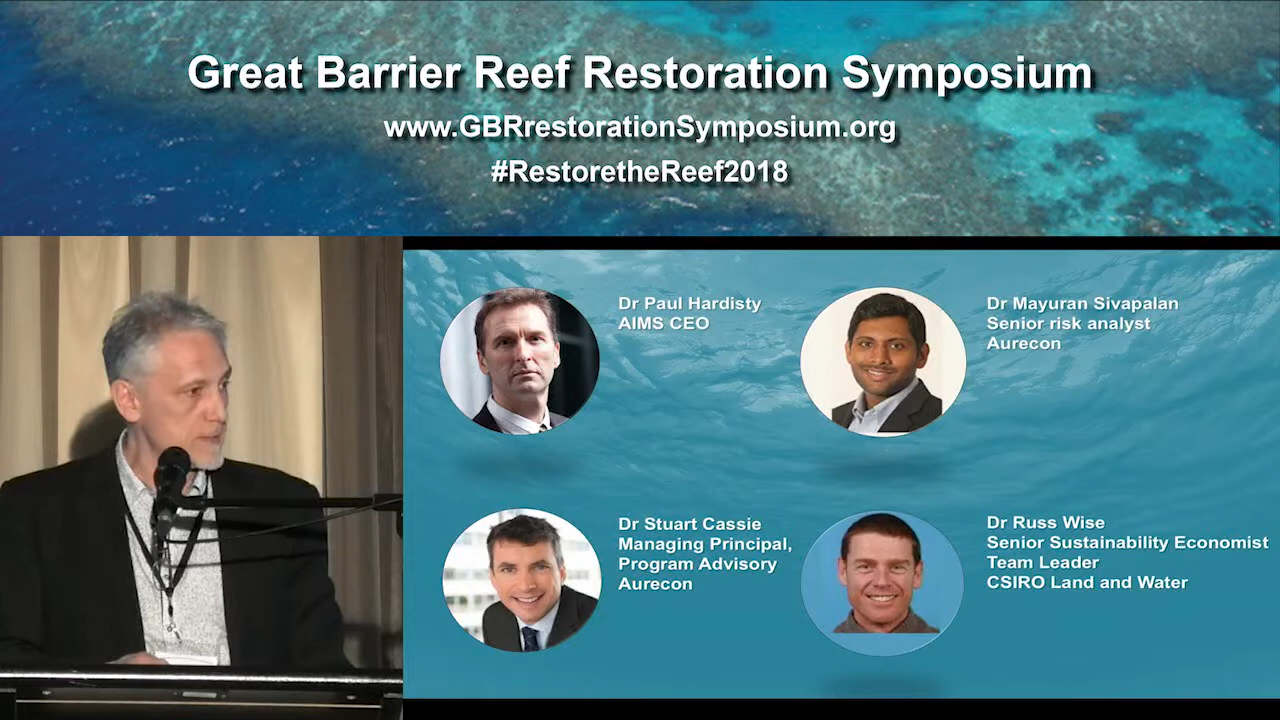 Great Barrier Reef Restoration Symposium
www.GBRrestorationSymposium.org
#RestoretheReef2018
Dr Paul Hardisty
AIMS CEO
Dr Mayuran Sivapalan
Senior risk analyst
Aurecon
Dr Stuart Cassie
Managing Principal,
Program Advisory
Aurecon
Dr Russ Wise
Senior Sustainability Economist
Team Leader
CSIRO Land and Water